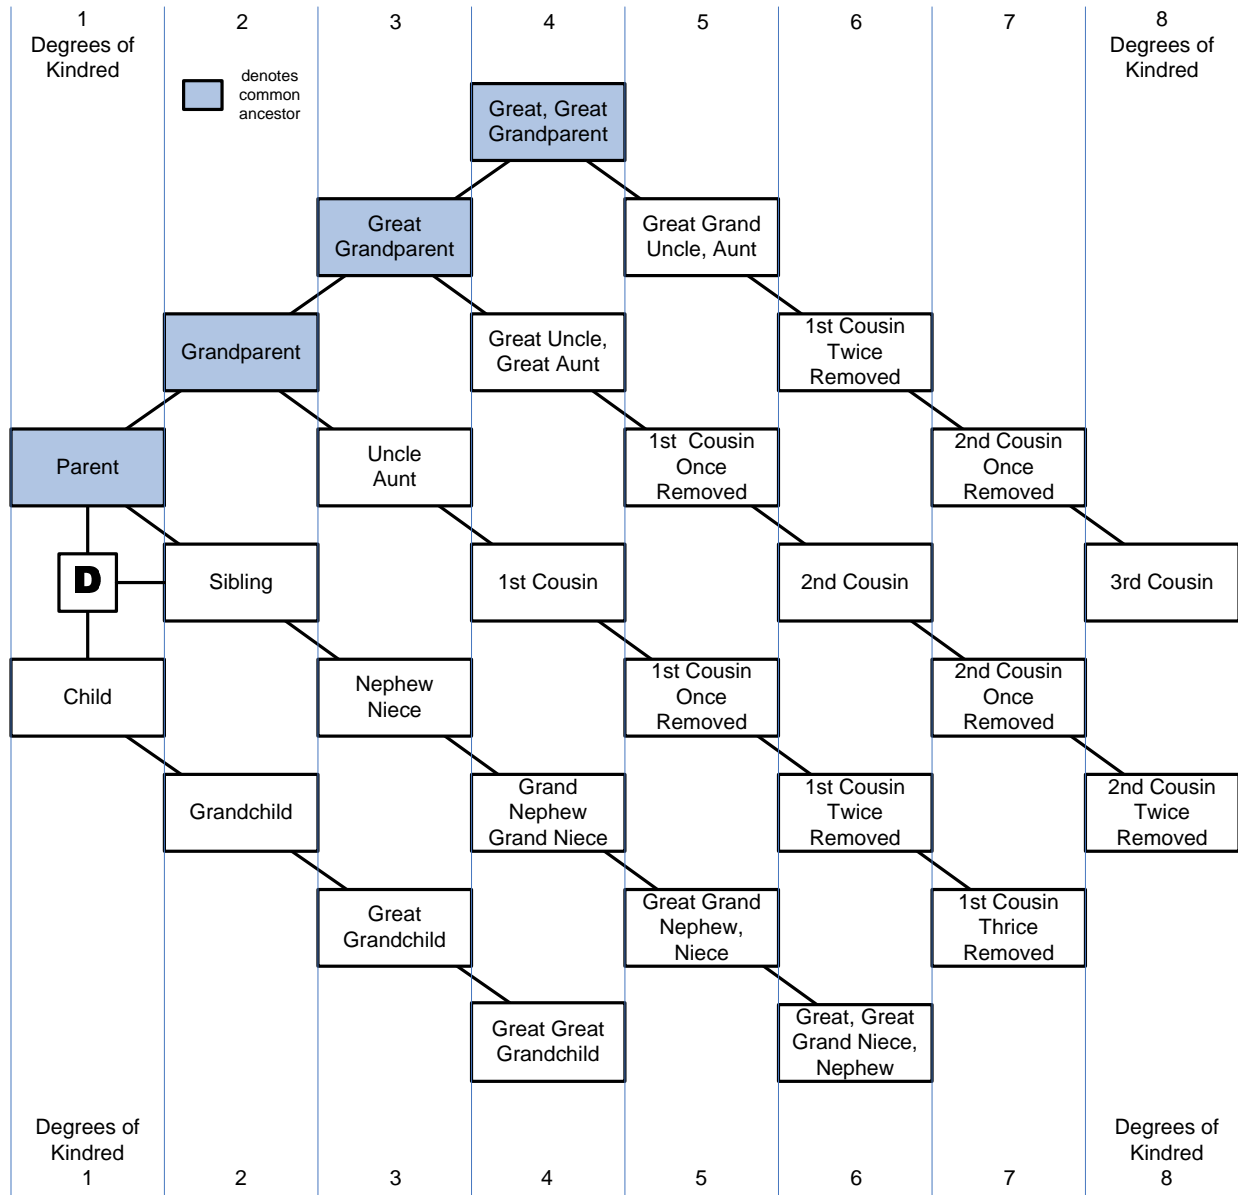 1
Degrees of
Kindred
2
3
4
5
6
7
8
Degrees of
Kindred
denotes
common
ancestor
Great, Great
Grandparent
Great
Grandparent
Great Grand
Uncle, Aunt
Grandparent
Great Uncle,
Great Aunt
1st Cousin
Twice
Removed
Parent
Uncle
Aunt
1st Cousin
Once
Removed
2nd Cousin
Once
Removed
D
Sibling
1st Cousin
2nd Cousin
3rd Cousin
Child
Nephew
Niece
1st Cousin
Once
Removed
2nd Cousin
Once
Removed
Grandchild
Grand
Nephew
Grand Niece
1st Cousin
Twice
Removed
2nd Cousin
Twice
Removed
Great
Grandchild
Great Grand
Nephew,
Niece
1st Cousin
Thrice
Removed
Great Great
Grandchild
Great, Great
Grand Niece,
Nephew
Degrees of
Kindred
1
2
3
4
5
6
7
Degrees of
Kindred
8